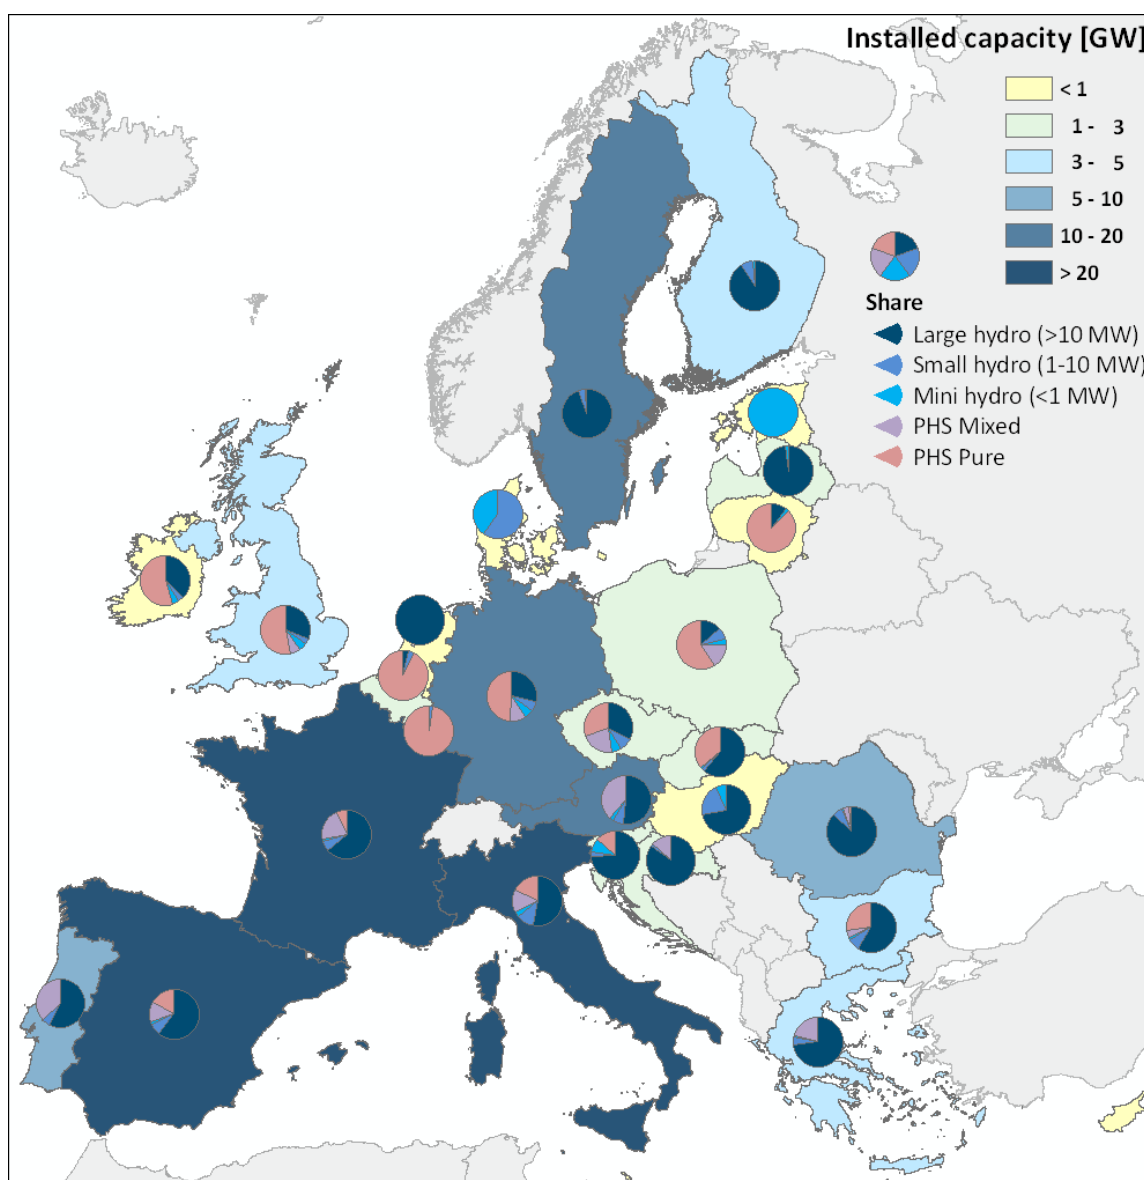 Installed capacity [GW]
< 1
1 - 3
3 - 5
5 - 10
10 - 20
> 20
Share
Large hydro (>10 MW)
Small hydro (1-10 MW)
Mini hydro (<1 MW)
PHS Mixed
PHS Pure